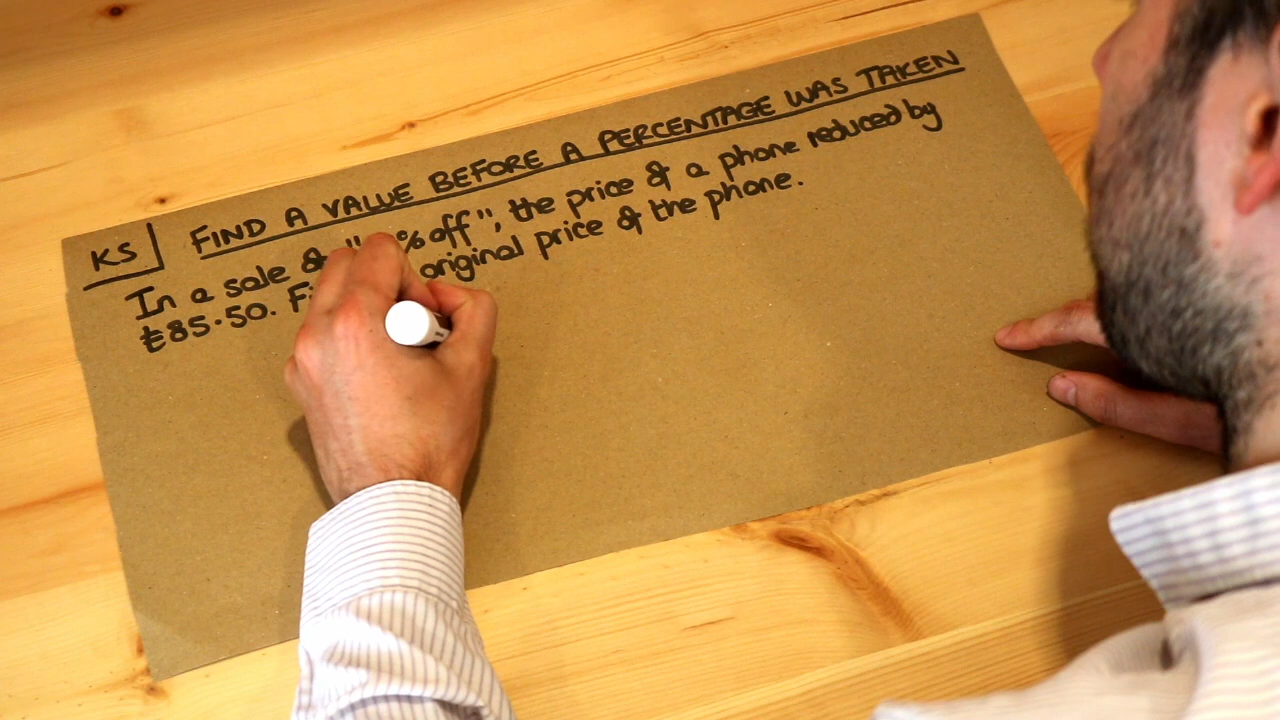 KS
FIND A VALUE BEFORE A PERCENTAGE WAS TAKEN
In a sale of "% off", the price of a phone reduced by
£85.50. original price of the phone.